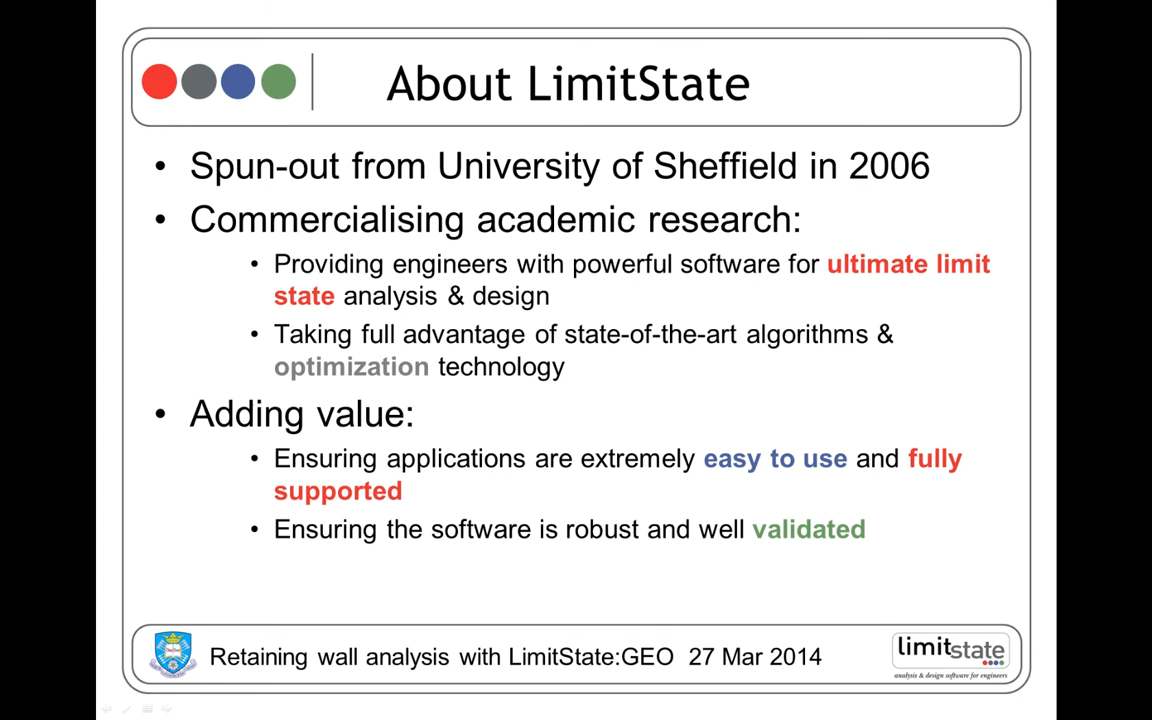 About LimitState
• Spun-out from University of Sheffield in 2006
• Commercialising academic research:
• Providing engineers with powerful software for ultimate limit
state analysis & design
• Taking full advantage of state-of-the-art algorithms &
optimization technology
• Adding value:
• Ensuring applications are extremely easy to use and fully
supported
• Ensuring the software is robust and well validated
Retaining wall analysis with LimitState:GEO 27 Mar 2014
limitstate
analysis & design software for engineers